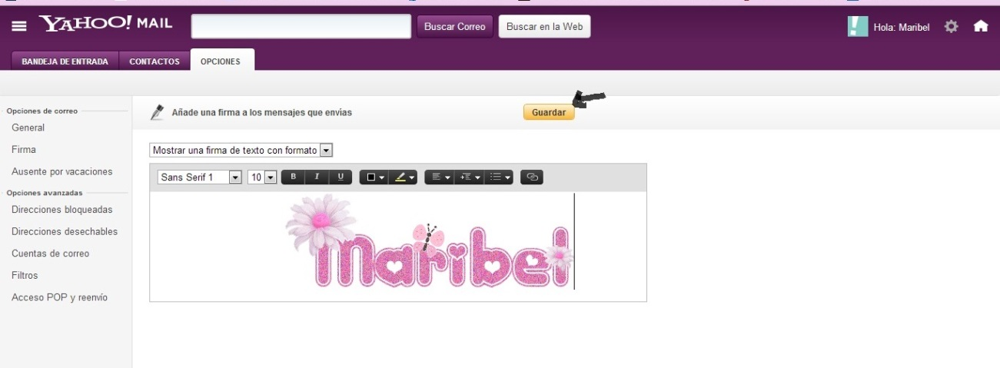 YAHOO! MAIL
Buscar Correo
Buscar en la Web
Hola: Maribel
BANDEJA DE ENTRADA
CONTACTOS
OPCIONES
Opciones de correo
General
Firma
Ausente por vacaciones
Opciones avanzadas
Direcciones bloqueadas
Direcciones desechables
Cuentas de correo
Filtros
Acceso POP y reenvío
Añade una firma a los mensajes que envías
Guardar
Mostrar una firma de texto con formato
Sans Serif 1
10
B I U
Maribel